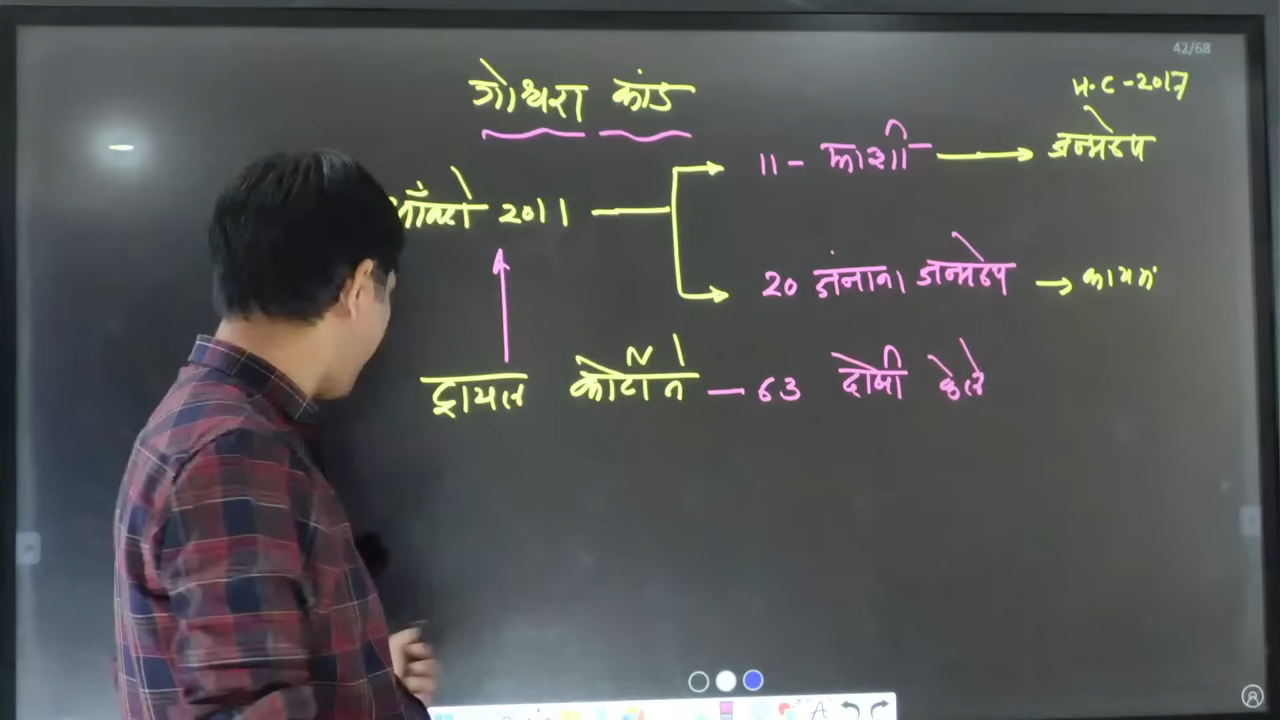 42/68
गोध्रा कांड
H.C-2017
11 - फाशी → जन्मठेप
2011
20 जनांना जन्मठेप → कायम
ट्रायल कोर्टाने - 63 दोषी केले